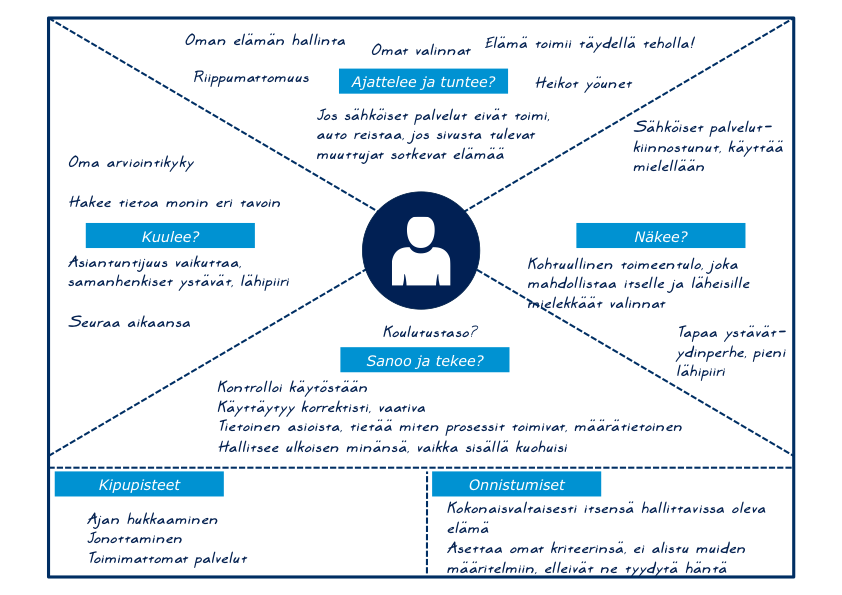 Oman elämän hallinta
Omat valinnat
Elämä toimii täydellä teholla!
Riippumattomuus
Ajattelee ja tuntee?
Heikot yöunet
Jos sähköiset palvelut eivät toimi,
auto reistaa, jos sivusta tulevat
muuttujat sotkevat elämää
Sähköiset palvelut-
kiinnostunut, käyttää
mielellään
Oma arviointikyky
Hakee tietoa monin eri tavoin
Kuulee?
Asiantuntijuus vaikuttaa,
samanhenkiset ystävät, lähipiiri
Seuraa aikaansa
Näkee?
Kohtuullinen toimeentulo, joka
mahdollistaa itselle ja läheisille
mielekkäät valinnat
Tapaa ystävät-
ydinperhe, pieni
lähipiiri
Koulutustaso?
Sanoo ja tekee?
Kontrolloi käytöstään
Käyttäytyy korrektisti, vaativa
Tietoinen asioista, tietää miten prosessit toimivat, määrätietoinen
Hallitsee ulkoisen minänsä, vaikka sisällä kuohuisi
Kipupisteet
Ajan hukkaaminen
Jonottaminen
Toimimattomat palvelut
Onnistumiset
Kokonaisvaltaisesti itsensä hallittavissa oleva
elämä
Asettaa omat kriteerinsä, ei alistu muiden
määritelmiin, elleivät ne tyydytä häntä